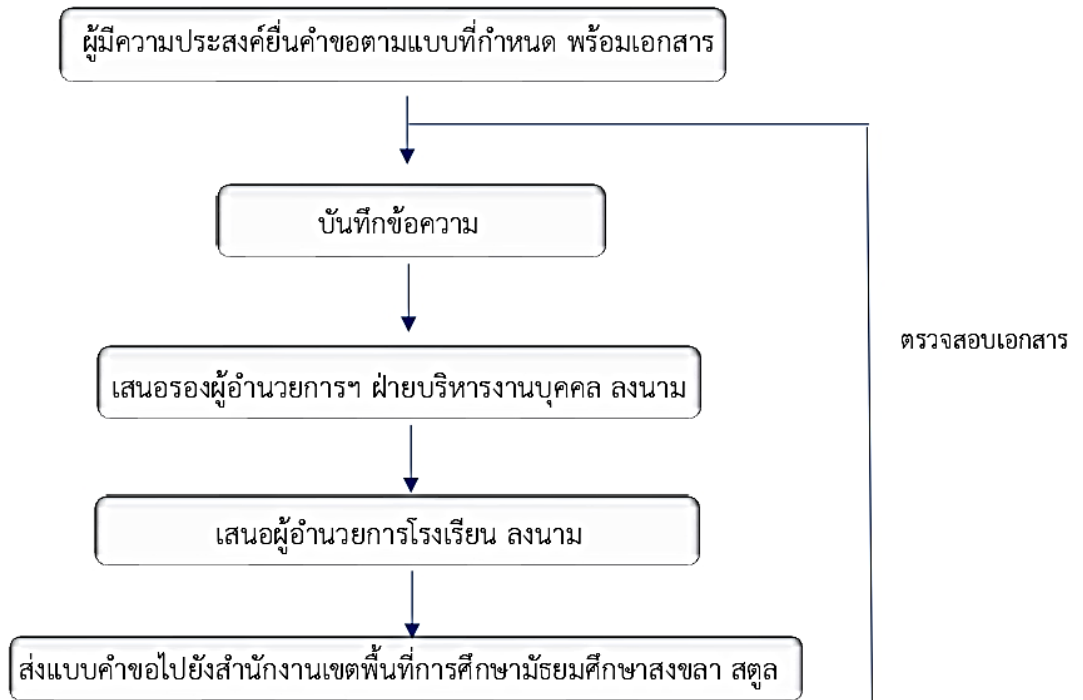 ผู้มีความประสงค์ยื่นคำขอตามแบบที่กำหนด พร้อมเอกสาร
บันทึกข้อความ
ตรวจสอบเอกสาร
เสนอรองผู้อำนวยการฯ ฝ่ายบริหารงานบุคคล ลงนาม
เสนอผู้อำนวยการโรงเรียน ลงนาม
ส่งแบบคำขอไปยังสำนักงานเขตพื้นที่การศึกษามัธยมศึกษาสงขลา สตูล